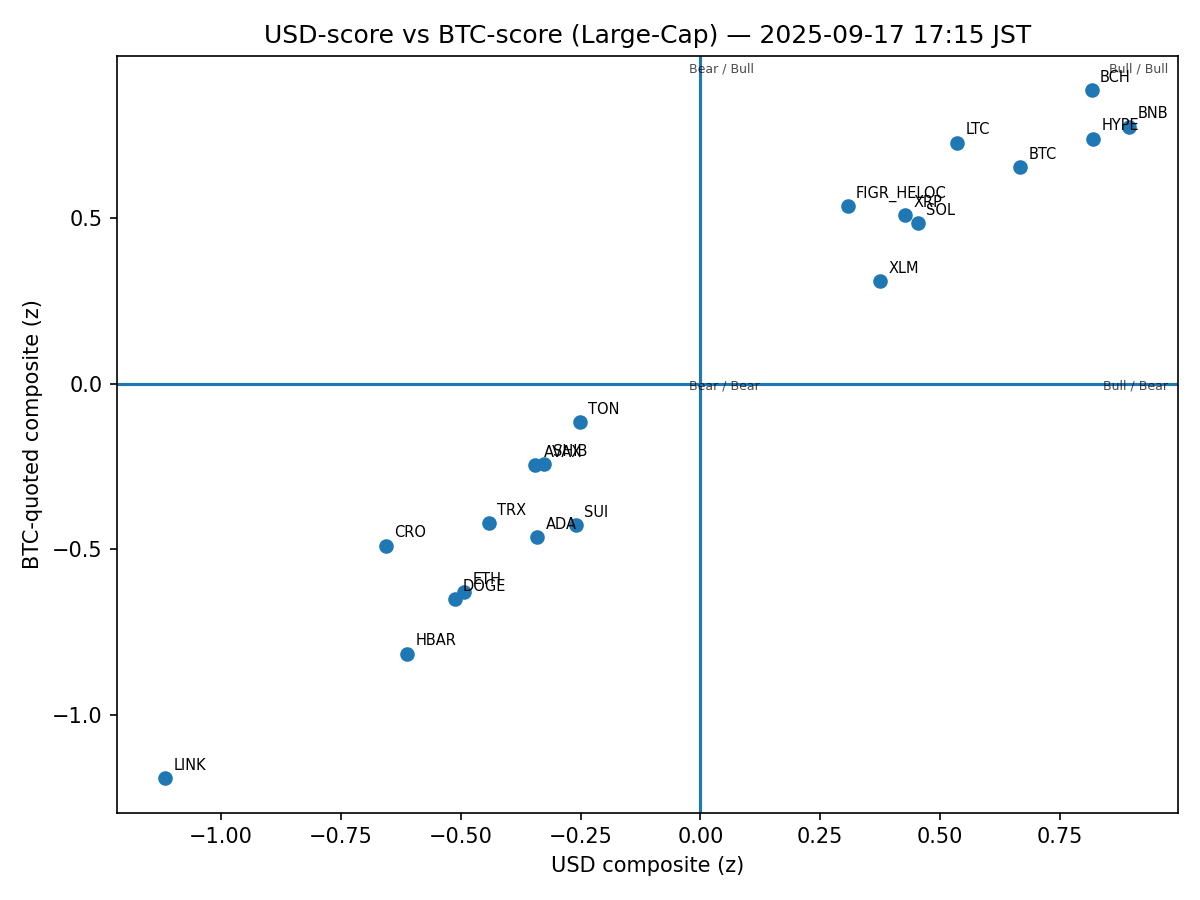 USD-score vs BTC-score (Large-Cap) — 2025-09-17 17:15 JST
Bear / Bull
Bull / Bull
BCH
BNB
HYPE
LTC
BTC
FIGR_HELOC
XRP
SOL
XLM
Bear / Bear
Bull / Bear
TON
AVAX
SHIB
TRX
SUI
ADA
CRO
ETH
DOGE
HBAR
LINK
0.5
0.0
−0.5
−1.0
BTC-quoted composite (z)
−1.00 −0.75 −0.50 −0.25 0.00 0.25 0.50 0.75
USD composite (z)